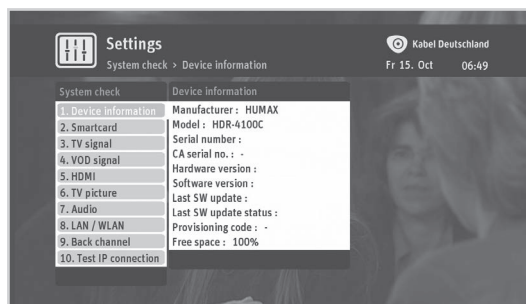 Settings
System check > Device information
Kabel Deutschland
Fr 15. Oct 06:49
System check
1. Device information
2. Smartcard
3. TV signal
4. VOD signal
5. HDMI
6. TV picture
7. Audio
8. LAN / WLAN
9. Back channel
10. Test IP connection
Device information
Manufacturer : HUMAX
Model : HDR-4100C
Serial number :
CA serial no. : -
Hardware version :
Software version :
Last SW update :
Last SW update status :
Provisioning code : -
Free space : 100%